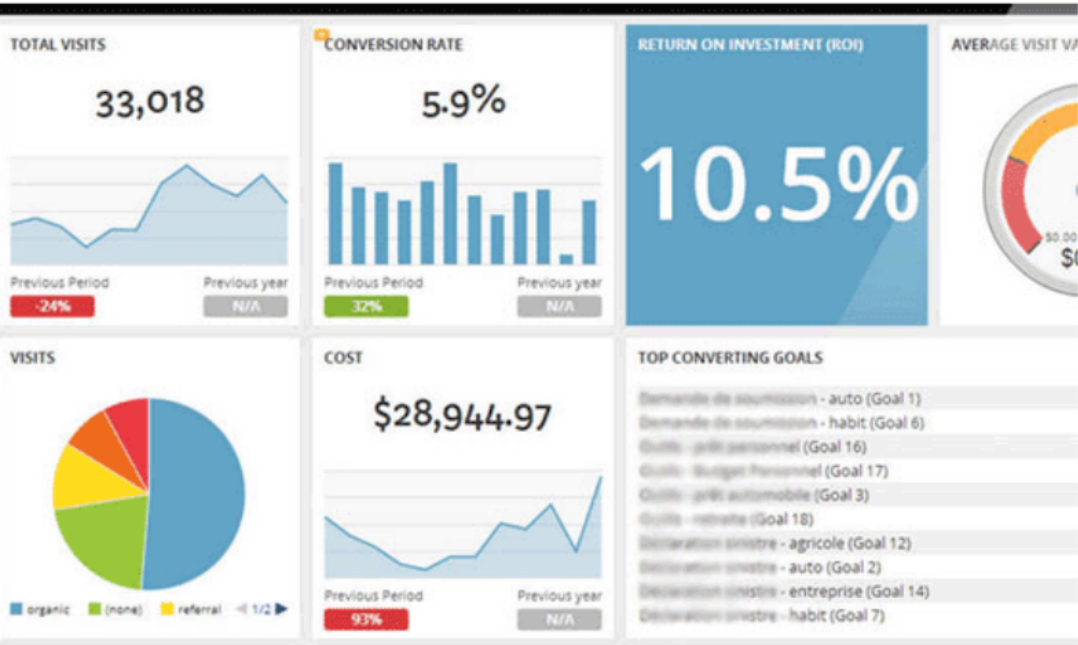 TOTAL VISITS
33,018
Previous Period
Previous year
-24%
N/A
CONVERSION RATE
5.9%
Previous Period
Previous year
32%
N/A
RETURN ON INVESTMENT (ROI)
10.5%
AVERAGE VISIT
$0.00
VISITS
organic
(none)
referral
1/2
COST
$28,944.97
Previous Period
Previous year
93%
N/A
TOP CONVERTING GOALS
- auto (Goal 1)
- habit (Goal 6)
(Goal 16)
(Goal 17)
(Goal 3)
(Goal 18)
- agricole (Goal 12)
- auto (Goal 2)
- entreprise (Goal 14)
- habit (Goal 7)